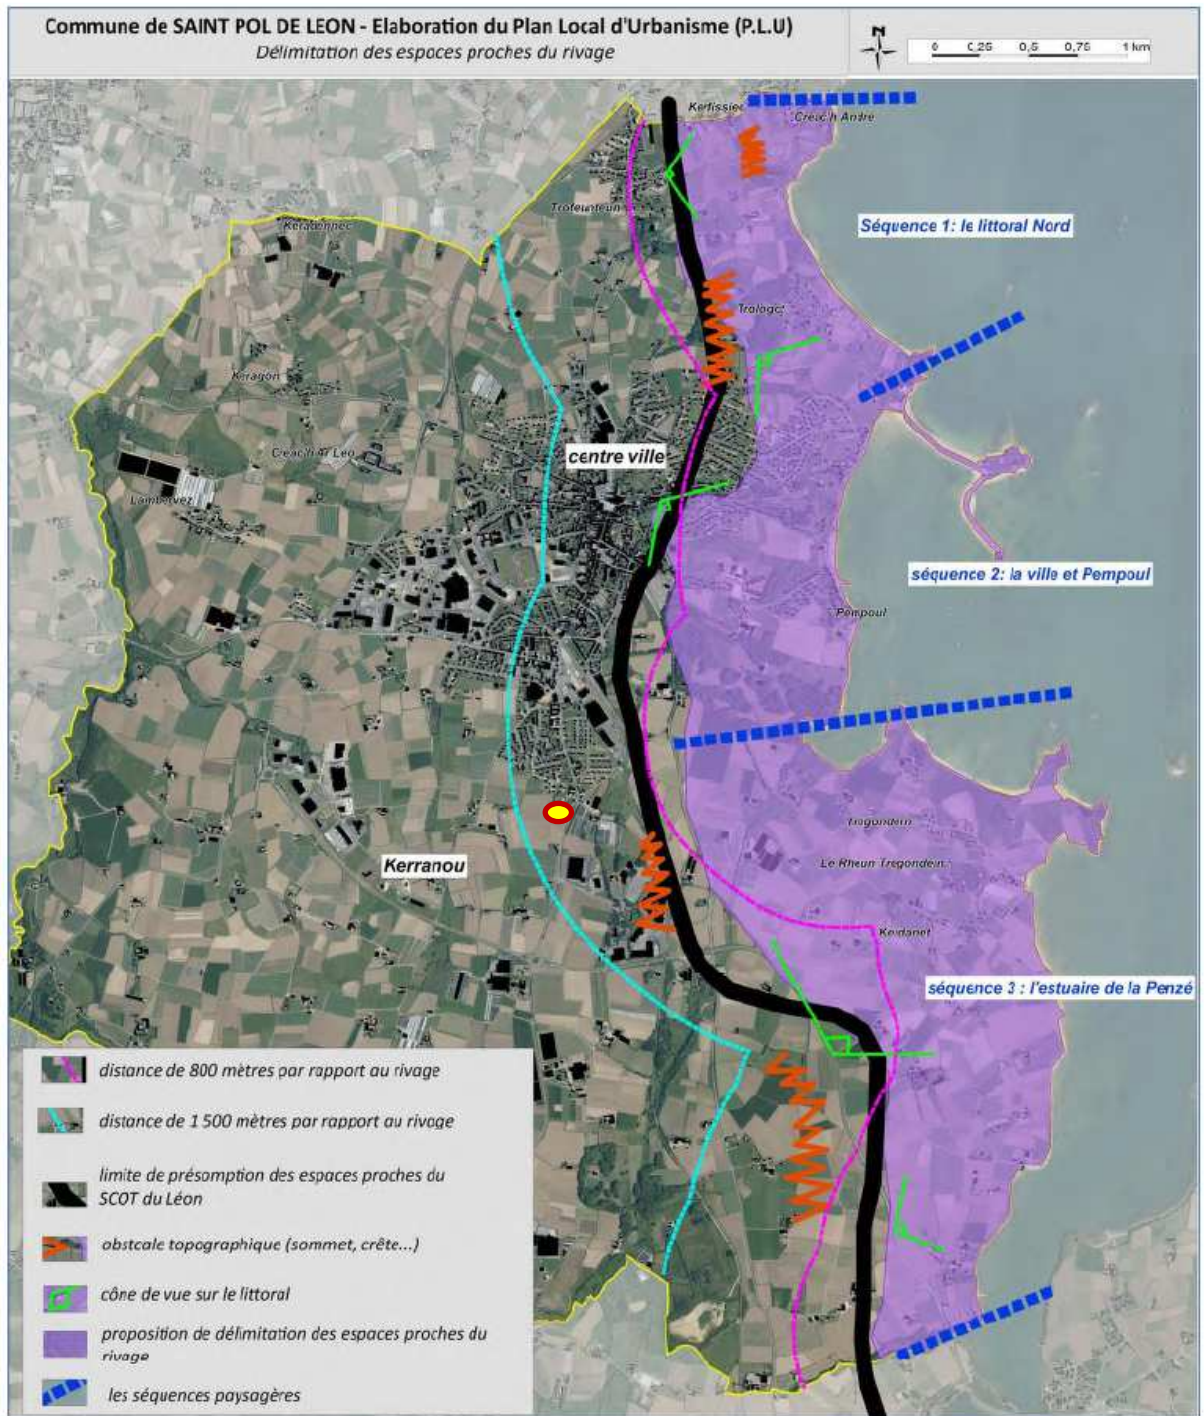 Commune de SAINT POL DE LEON - Elaboration du Plan Local d'Urbanisme (P.L.U)
Délimitation des espaces proches du rivage
N
0 0,25 0,5 0,75 1 km
Kerfissiec
Creac'h André
Trofeunteun
Séquence 1: le littoral Nord
Keradennec
Trologot
Keragon
centre ville
Creac'h Ar Leo
Lambervez
séquence 2: la ville et Pempoul
Pempoul
Tregondern
Le Rheun Tregondern
Kerranou
Keidanet
séquence 3 : l'estuaire de la Penzé
distance de 800 mètres par rapport au rivage
distance de 1 500 mètres par rapport au rivage
limite de présomption des espaces proches du
SCOT du Léon
obstcale topographique (sommet, crête...)
cône de vue sur le littoral
proposition de délimitation des espaces proches du
rivage
les séquences paysagères